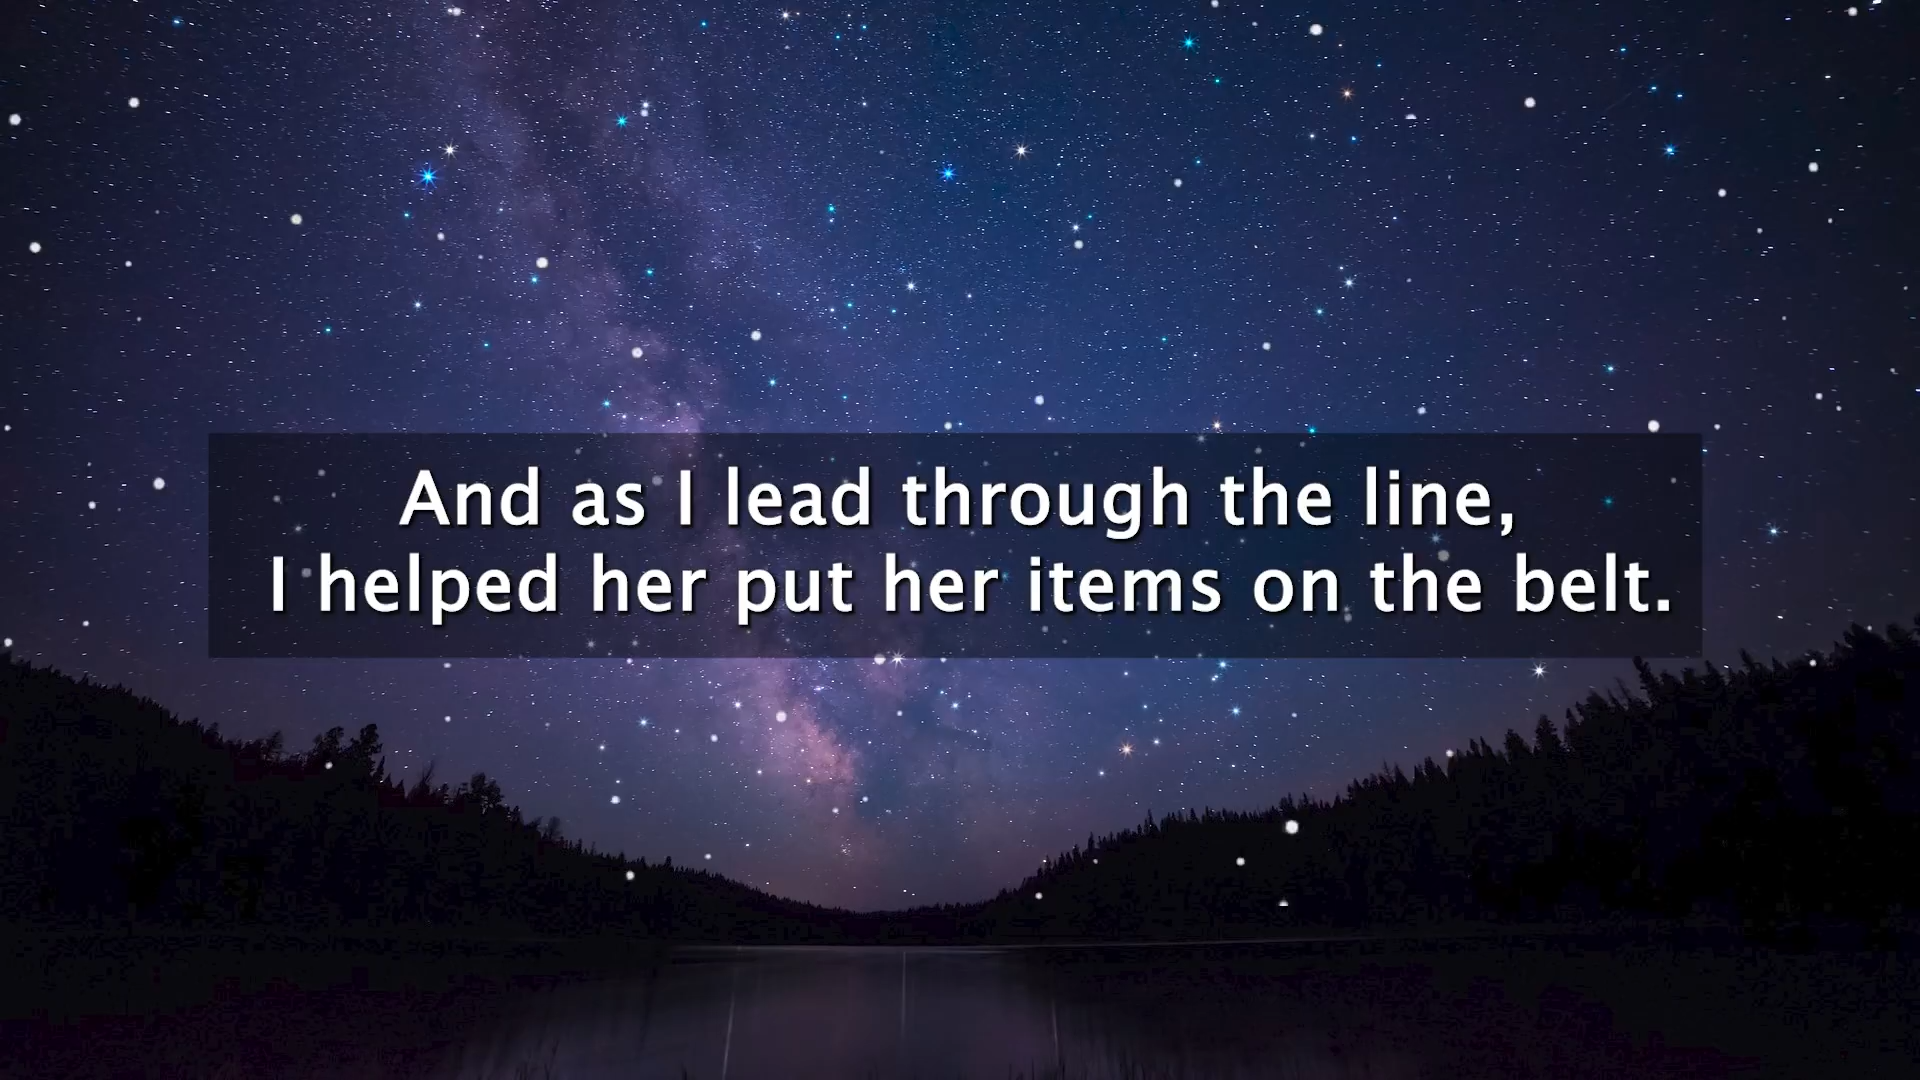 And as I lead through the line,
I helped her put her items on the belt.